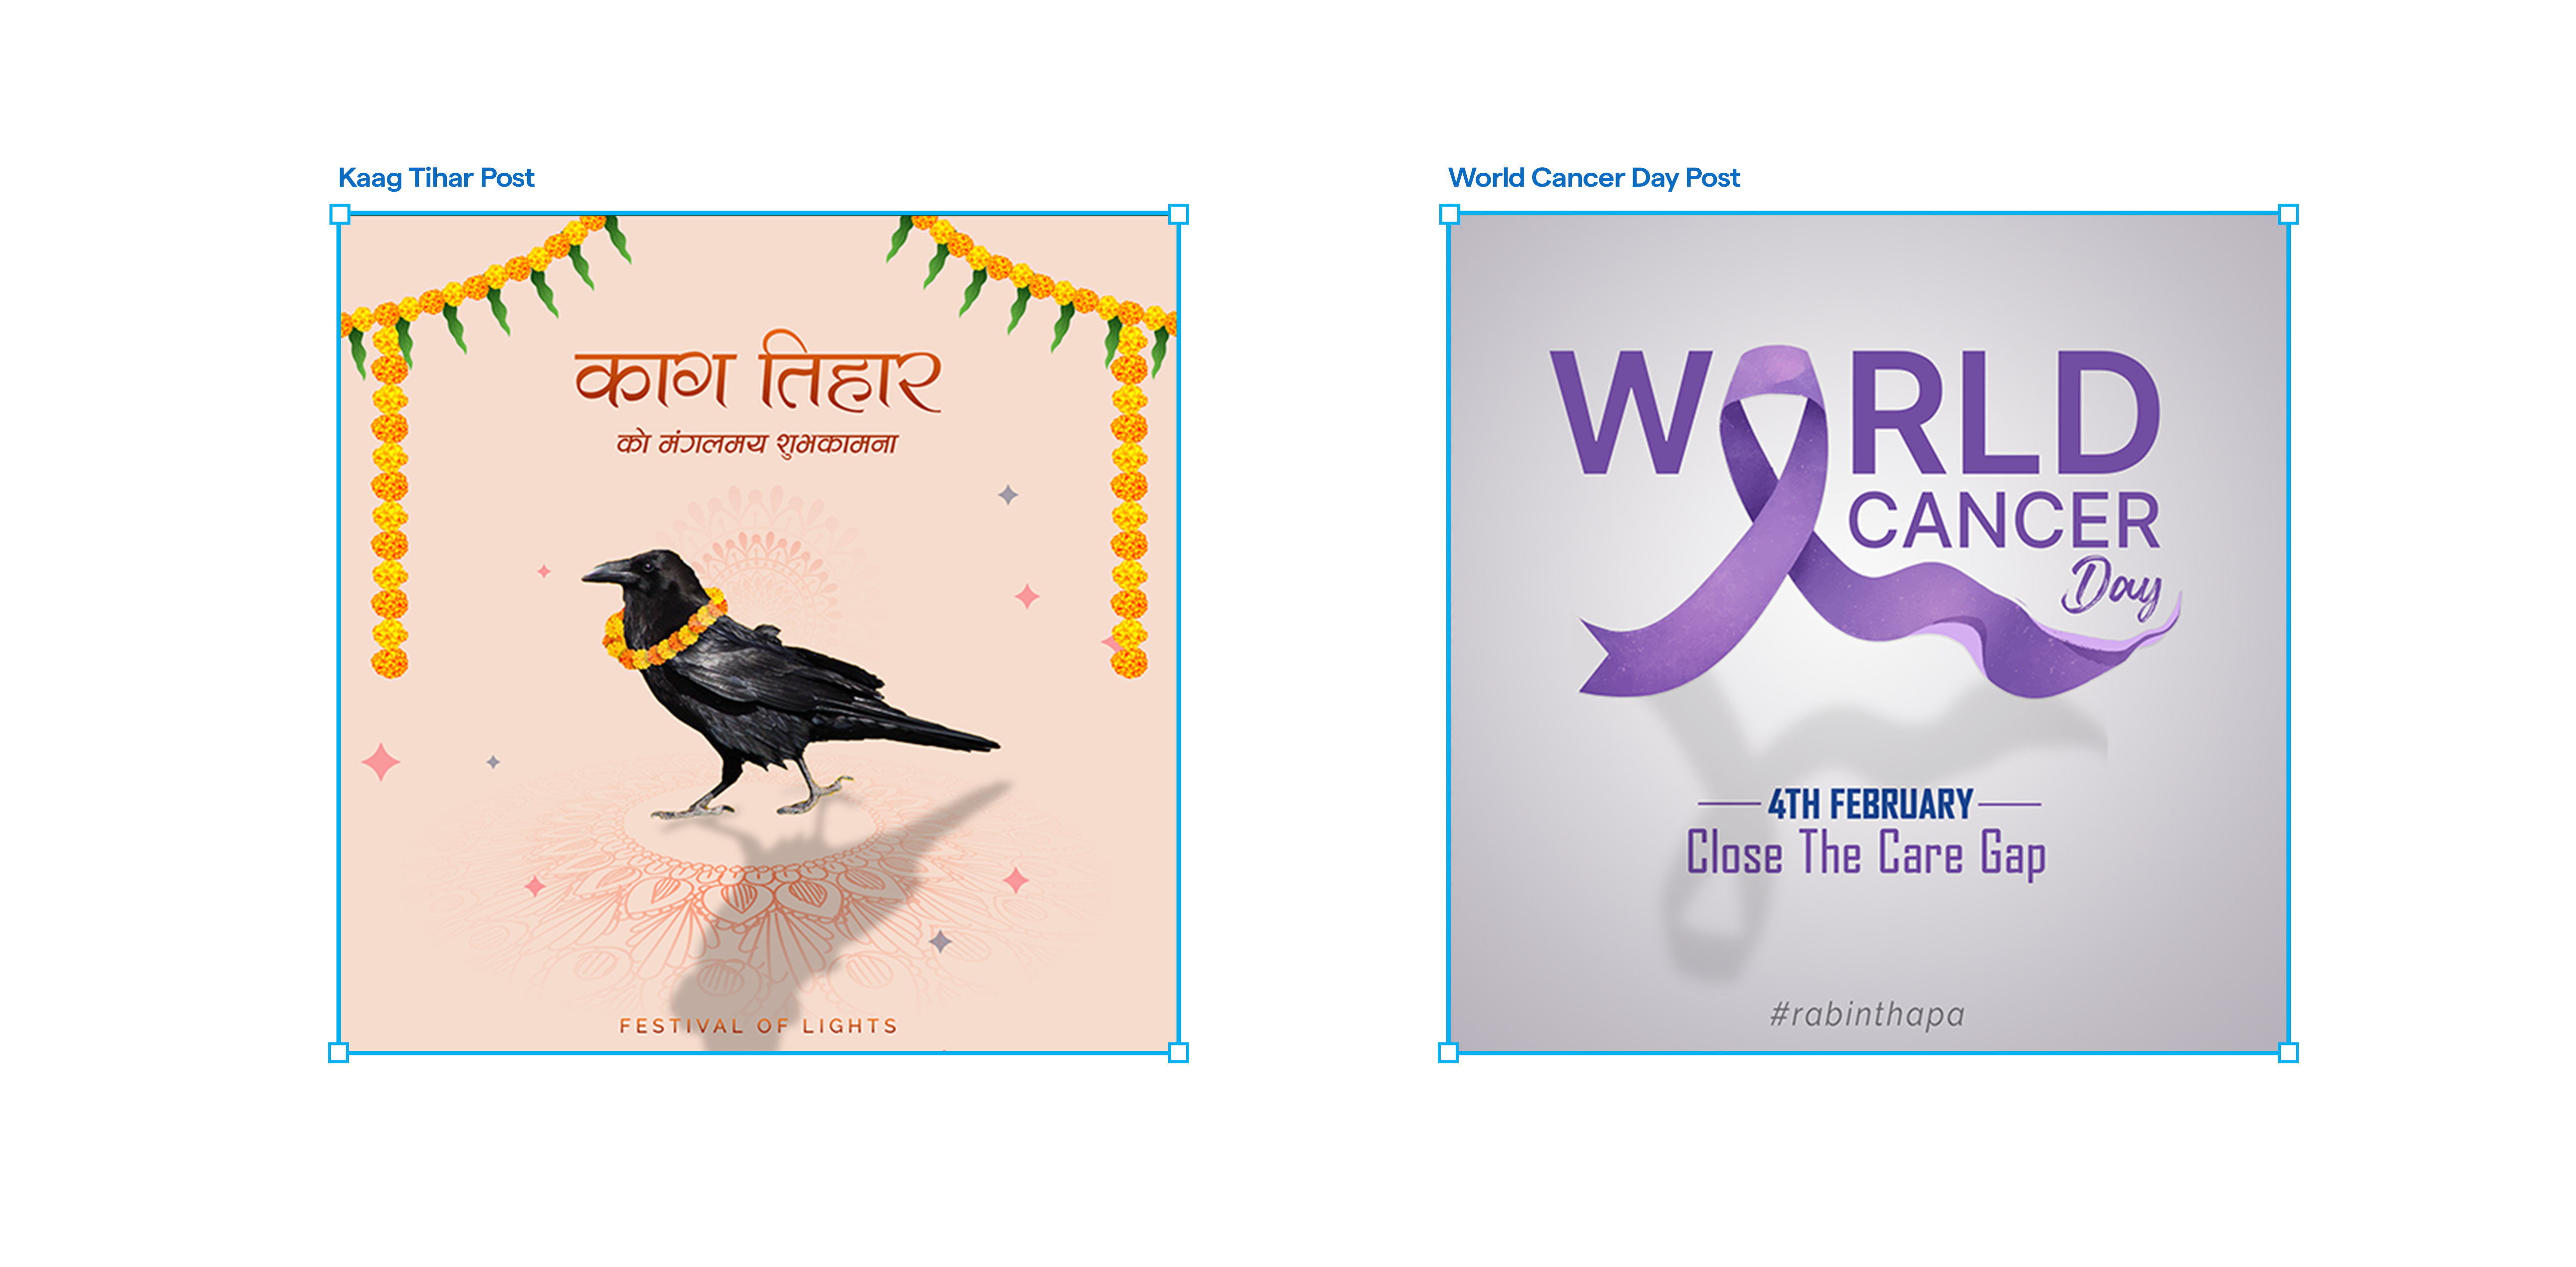 Kaag Tihar Post
काग तिहार
को मंगलमय शुभकामना
FESTIVAL OF LIGHTS
World Cancer Day Post
WORLD
CANCER
Day
4TH FEBRUARY
Close The Care Gap
#rabinthapa